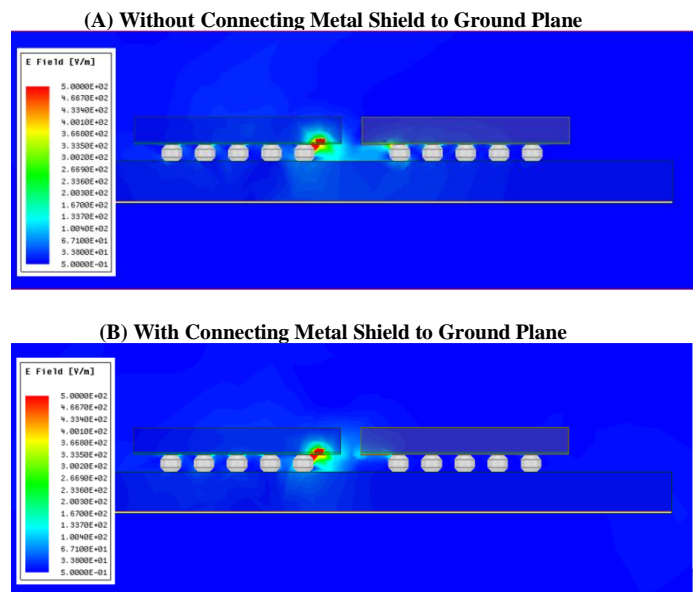 (A) Without Connecting Metal Shield to Ground Plane
E Field [V/m]
5.0000E+02
4.6670E+02
4.3340E+02
4.0010E+02
3.6680E+02
3.3350E+02
3.0020E+02
2.6690E+02
2.3360E+02
2.0030E+02
1.6700E+02
1.3370E+02
1.0040E+02
6.7100E+01
3.3800E+01
5.0000E-01
(B) With Connecting Metal Shield to Ground Plane
E Field [V/m]
5.0000E+02
4.6670E+02
4.3340E+02
4.0010E+02
3.6680E+02
3.3350E+02
3.0020E+02
2.6690E+02
2.3360E+02
2.0030E+02
1.6700E+02
1.3370E+02
1.0040E+02
6.7100E+01
3.3800E+01
5.0000E-01